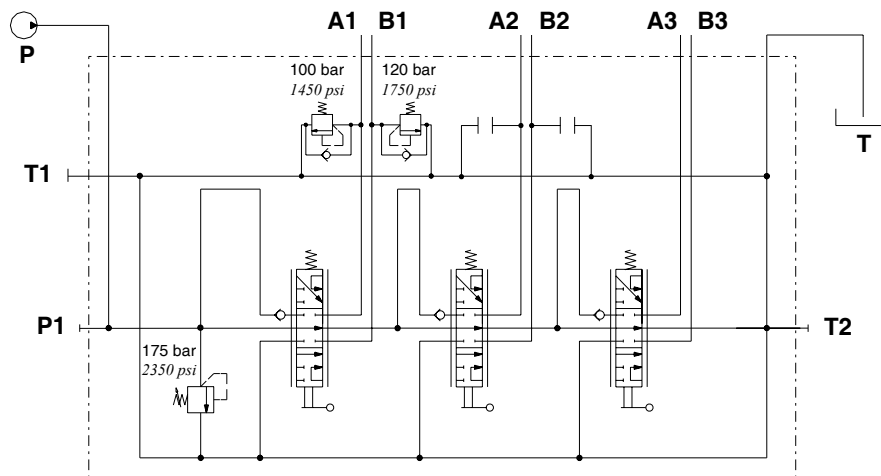 A1 B1 A2 B2 A3 B3
P
100 bar 120 bar
1450 psi 1750 psi
T
T1
P1 T2
175 bar
2350 psi